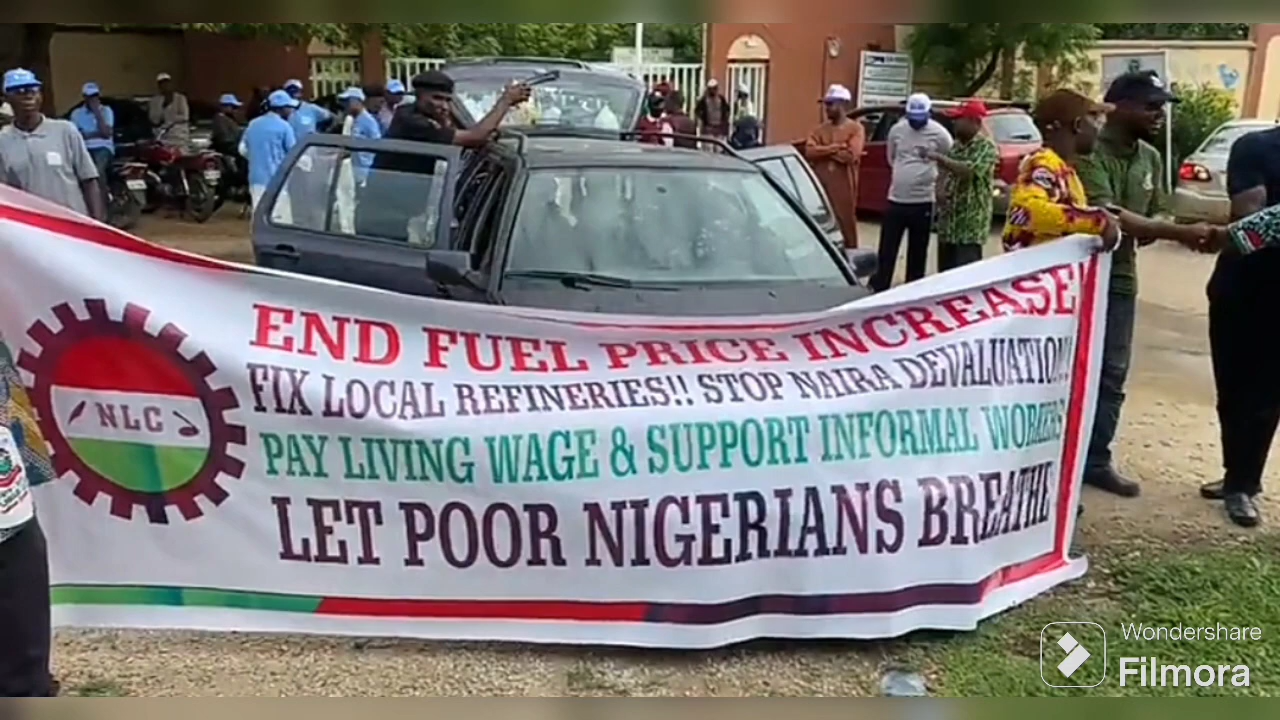 END FUEL PRICE INCREASE
FIX LOCAL REFINERIES!! STOP NAIRA DEVALUATION!
NLC
PAY LIVING WAGE & SUPPORT INFORMAL WORKERS
LET POOR NIGERIANS BREATHE
Wondershare
Filmora